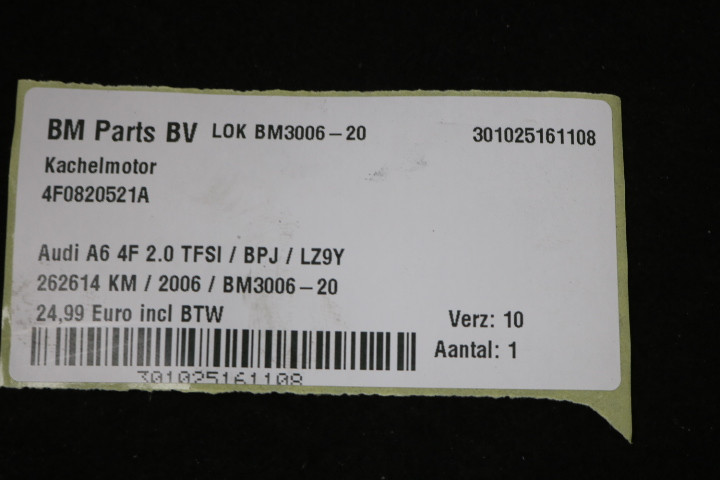 BM Parts BV LOK BM3006-20 301025161108
Kachelmotor
4F0820521A
Audi A6 4F 2.0 TFSI / BPJ / LZ9Y
262614 KM / 2006 / BM3006-20
24,99 Euro incl BTW
Verz: 10
Aantal: 1
301025161108